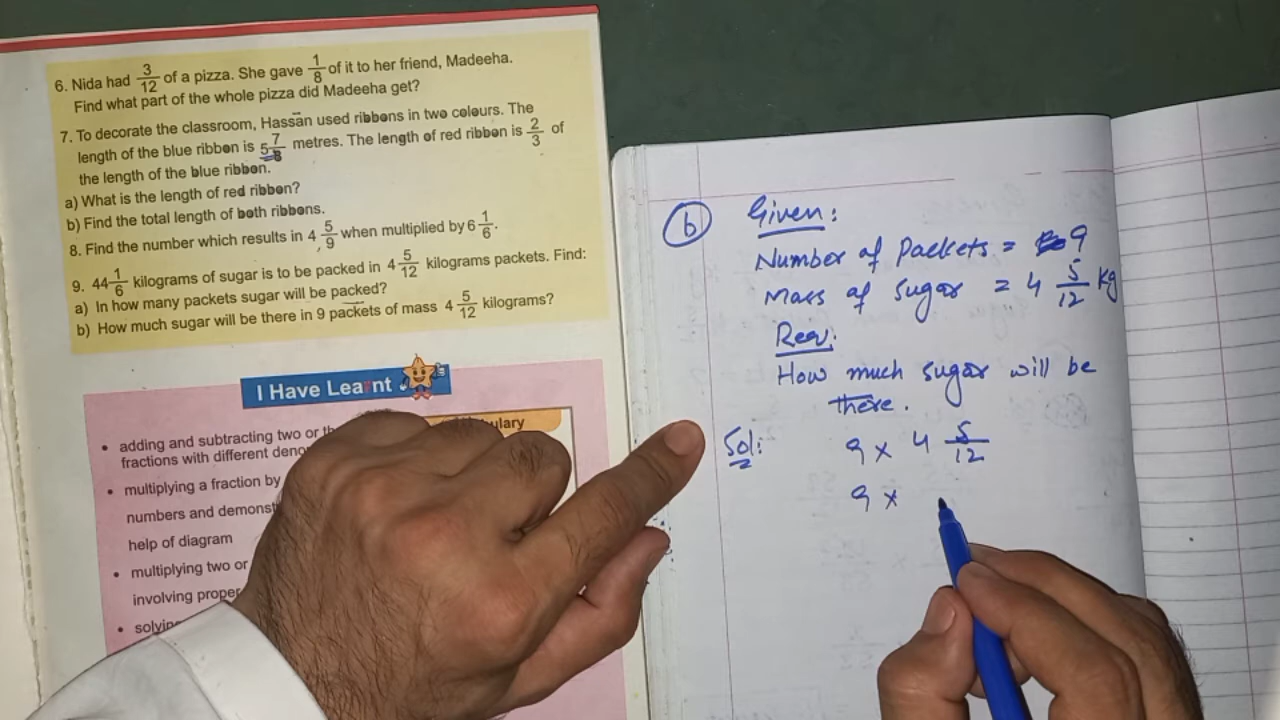 6. Nida had 3/12 of a pizza. She gave 1/8 of it to her friend, Madeeha.
Find what part of the whole pizza did Madeeha get?
7. To decorate the classroom, Hassan used ribbons in two colours. The
length of the blue ribbon is 5 7/8 metres. The length of red ribbon is 2/3 of
the length of the blue ribbon.
a) What is the length of red ribbon?
b) Find the total length of both ribbons.
8. Find the number which results in 4 5/9 when multiplied by 6 1/6.
9. 44 1/6 kilograms of sugar is to be packed in 4 5/12 kilograms packets. Find:
a) In how many packets sugar will be packed?
b) How much sugar will be there in 9 packets of mass 4 5/12 kilograms?
I Have Learnt
• adding and subtracting two or
fractions with different
• multiplying a fraction by
numbers and
help of diagram
• multiplying two or
involving
•
b Given:
Number of Packets = 9
Mass of sugar = 4 5/12 kg
Req:
How much sugar will be
there.
Sol: 9 × 4 5/12
9 ×